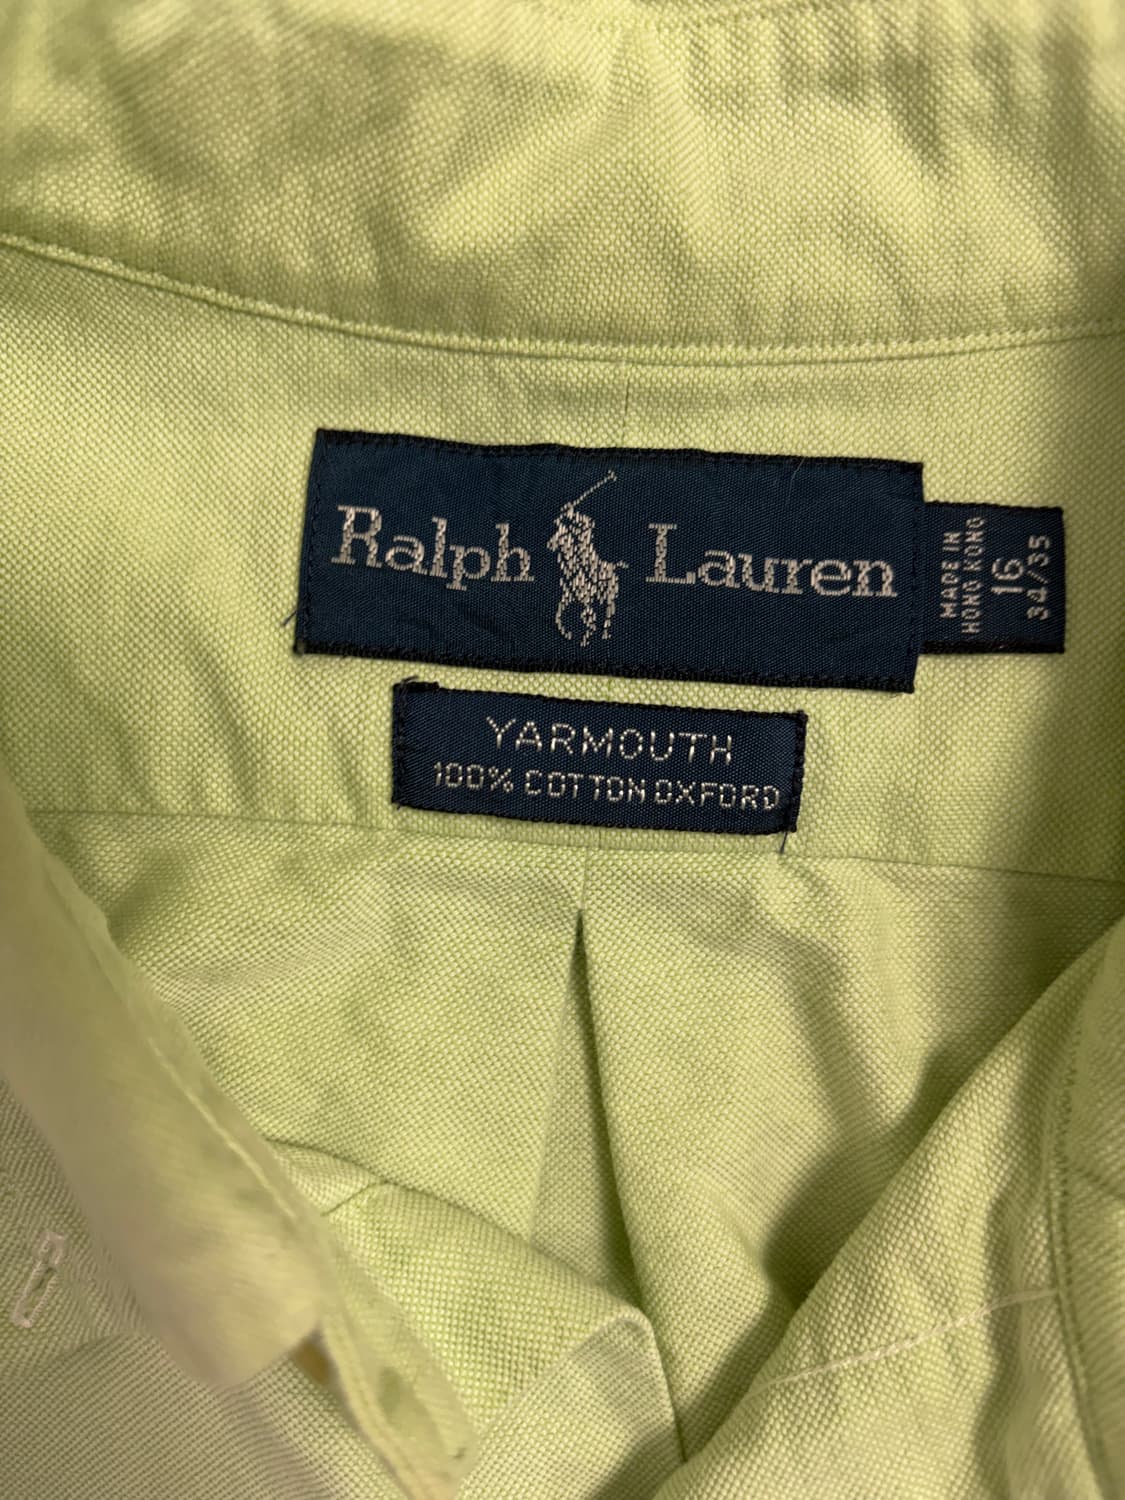 Ralph Lauren
MADE IN
HONG KONG
16
34/35
YARMOUTH
100% COTTON OXFORD